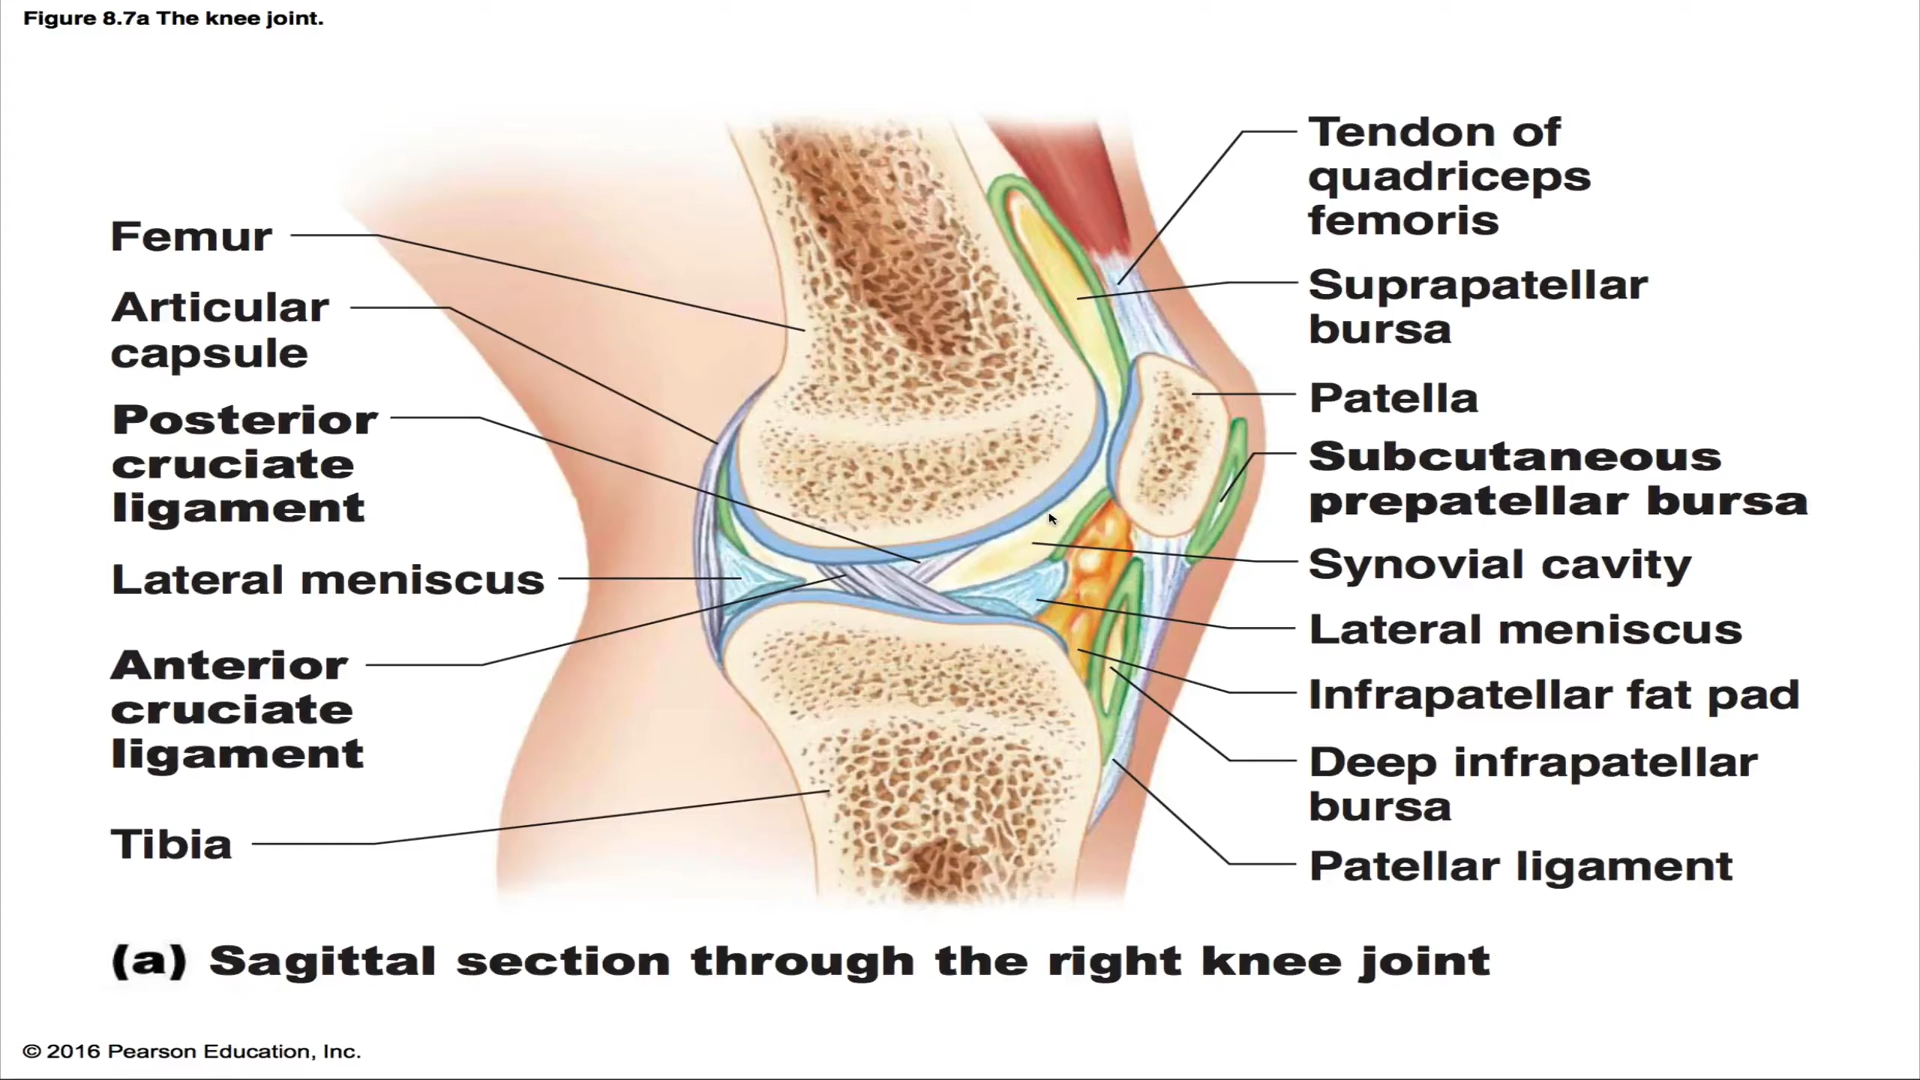 Figure 8.7a The knee joint.
Femur
Articular
capsule
Posterior
cruciate
ligament
Lateral meniscus
Anterior
cruciate
ligament
Tibia
Tendon of
quadriceps
femoris
Suprapatellar
bursa
Patella
Subcutaneous
prepatellar bursa
Synovial cavity
Lateral meniscus
Infrapatellar fat pad
Deep infrapatellar
bursa
Patellar ligament
(a) Sagittal section through the right knee joint
© 2016 Pearson Education, Inc.